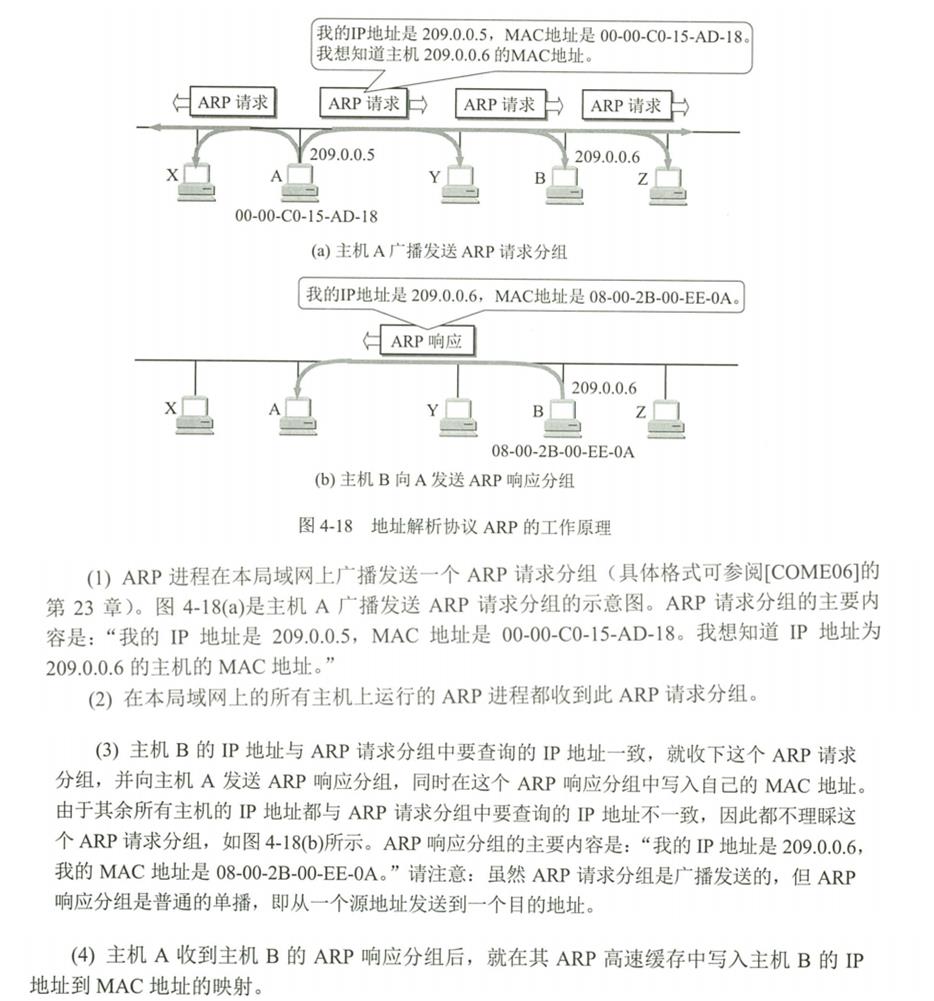 我的IP地址是 209.0.0.5，MAC地址是 00-00-C0-15-AD-18。
我想知道主机 209.0.0.6 的MAC地址。
ARP 请求 ARP 请求 ARP 请求 ARP 请求
209.0.0.5 209.0.0.6
X A Y B Z
00-00-C0-15-AD-18
(a) 主机 A 广播发送 ARP 请求分组
我的IP地址是 209.0.0.6，MAC地址是 08-00-2B-00-EE-0A。
ARP 响应
209.0.0.6
X A Y B Z
08-00-2B-00-EE-0A
(b) 主机 B 向 A 发送 ARP 响应分组
图 4-18 地址解析协议 ARP 的工作原理
(1) ARP 进程在本局域网上广播发送一个 ARP 请求分组（具体格式可参阅[COME06]的
第 23 章）。图 4-18(a)是主机 A 广播发送 ARP 请求分组的示意图。ARP 请求分组的主要内
容是：“我的 IP 地址是 209.0.0.5，MAC 地址是 00-00-C0-15-AD-18。我想知道 IP 地址为
209.0.0.6 的主机的 MAC 地址。”
(2) 在本局域网上的所有主机上运行的 ARP 进程都收到此 ARP 请求分组。
(3) 主机 B 的 IP 地址与 ARP 请求分组中要查询的 IP 地址一致，就收下这个 ARP 请求
分组，并向主机 A 发送 ARP 响应分组，同时在这个 ARP 响应分组中写入自己的 MAC 地址。
由于其余所有主机的 IP 地址都与 ARP 请求分组中要查询的 IP 地址不一致，因此都不理睬这
个 ARP 请求分组，如图 4-18(b)所示。ARP 响应分组的主要内容是：“我的 IP 地址是 209.0.0.6，
我的 MAC 地址是 08-00-2B-00-EE-0A。”请注意：虽然 ARP 请求分组是广播发送的，但 ARP
响应分组是普通的单播，即从一个源地址发送到一个目的地址。
(4) 主机 A 收到主机 B 的 ARP 响应分组后，就在其 ARP 高速缓存中写入主机 B 的 IP
地址到 MAC 地址的映射。